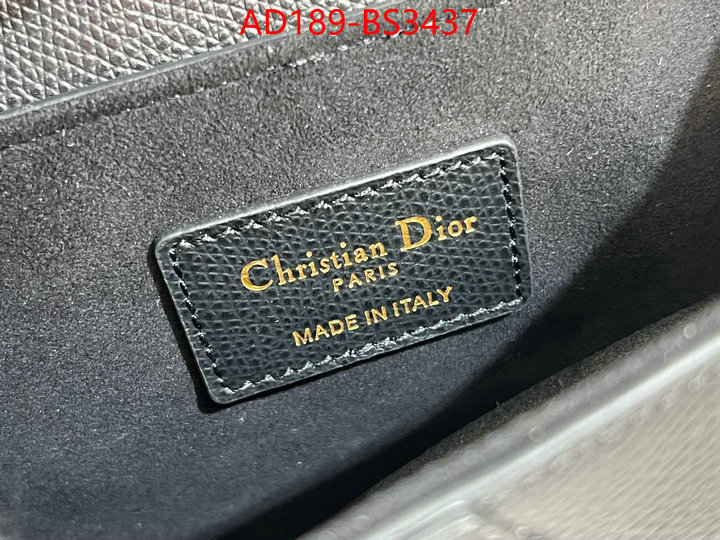 AD189-BS3437
Christian Dior
PARIS
MADE IN ITALY